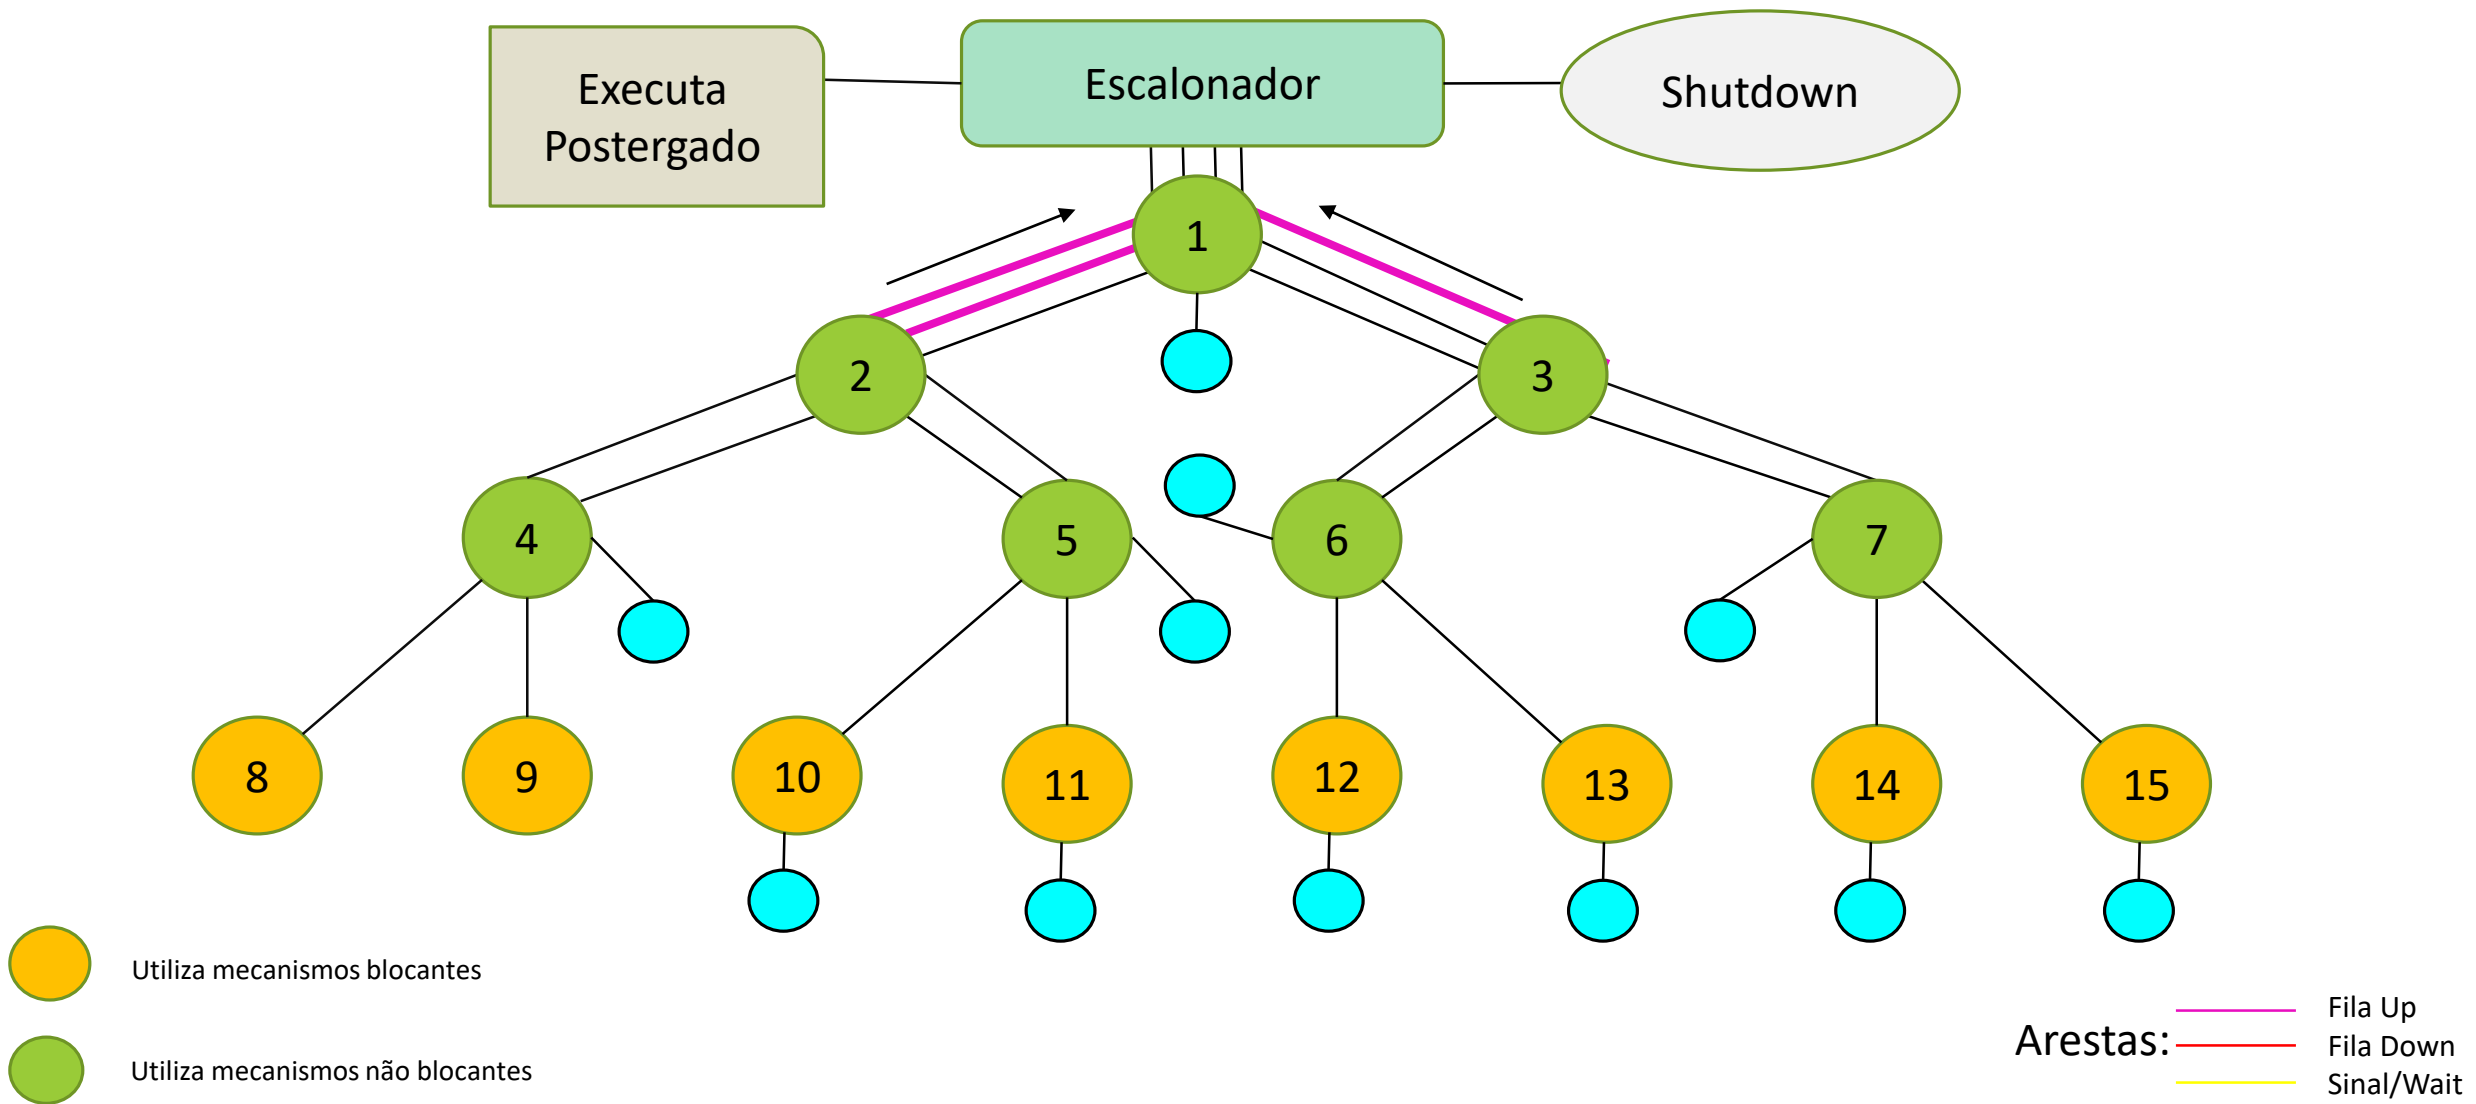 Executa
Postergado
Escalonador
Shutdown
1
2
3
4
5
6
7
8
9
10
11
12
13
14
15
Utiliza mecanismos blocantes
Utiliza mecanismos não blocantes
Arestas:
Fila Up
Fila Down
Sinal/Wait